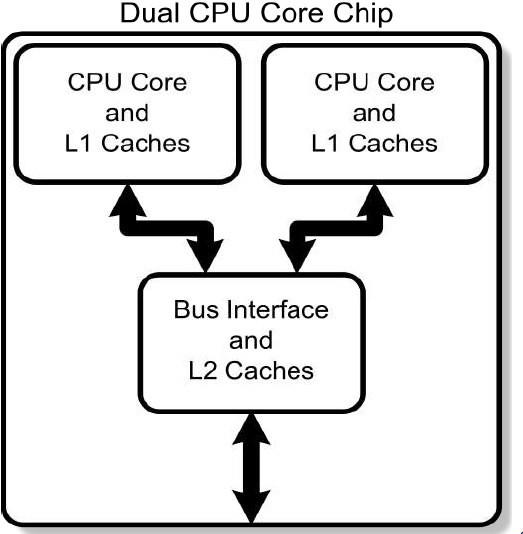 Dual CPU Core Chip
CPU Core
and
L1 Caches
CPU Core
and
L1 Caches
Bus Interface
and
L2 Caches